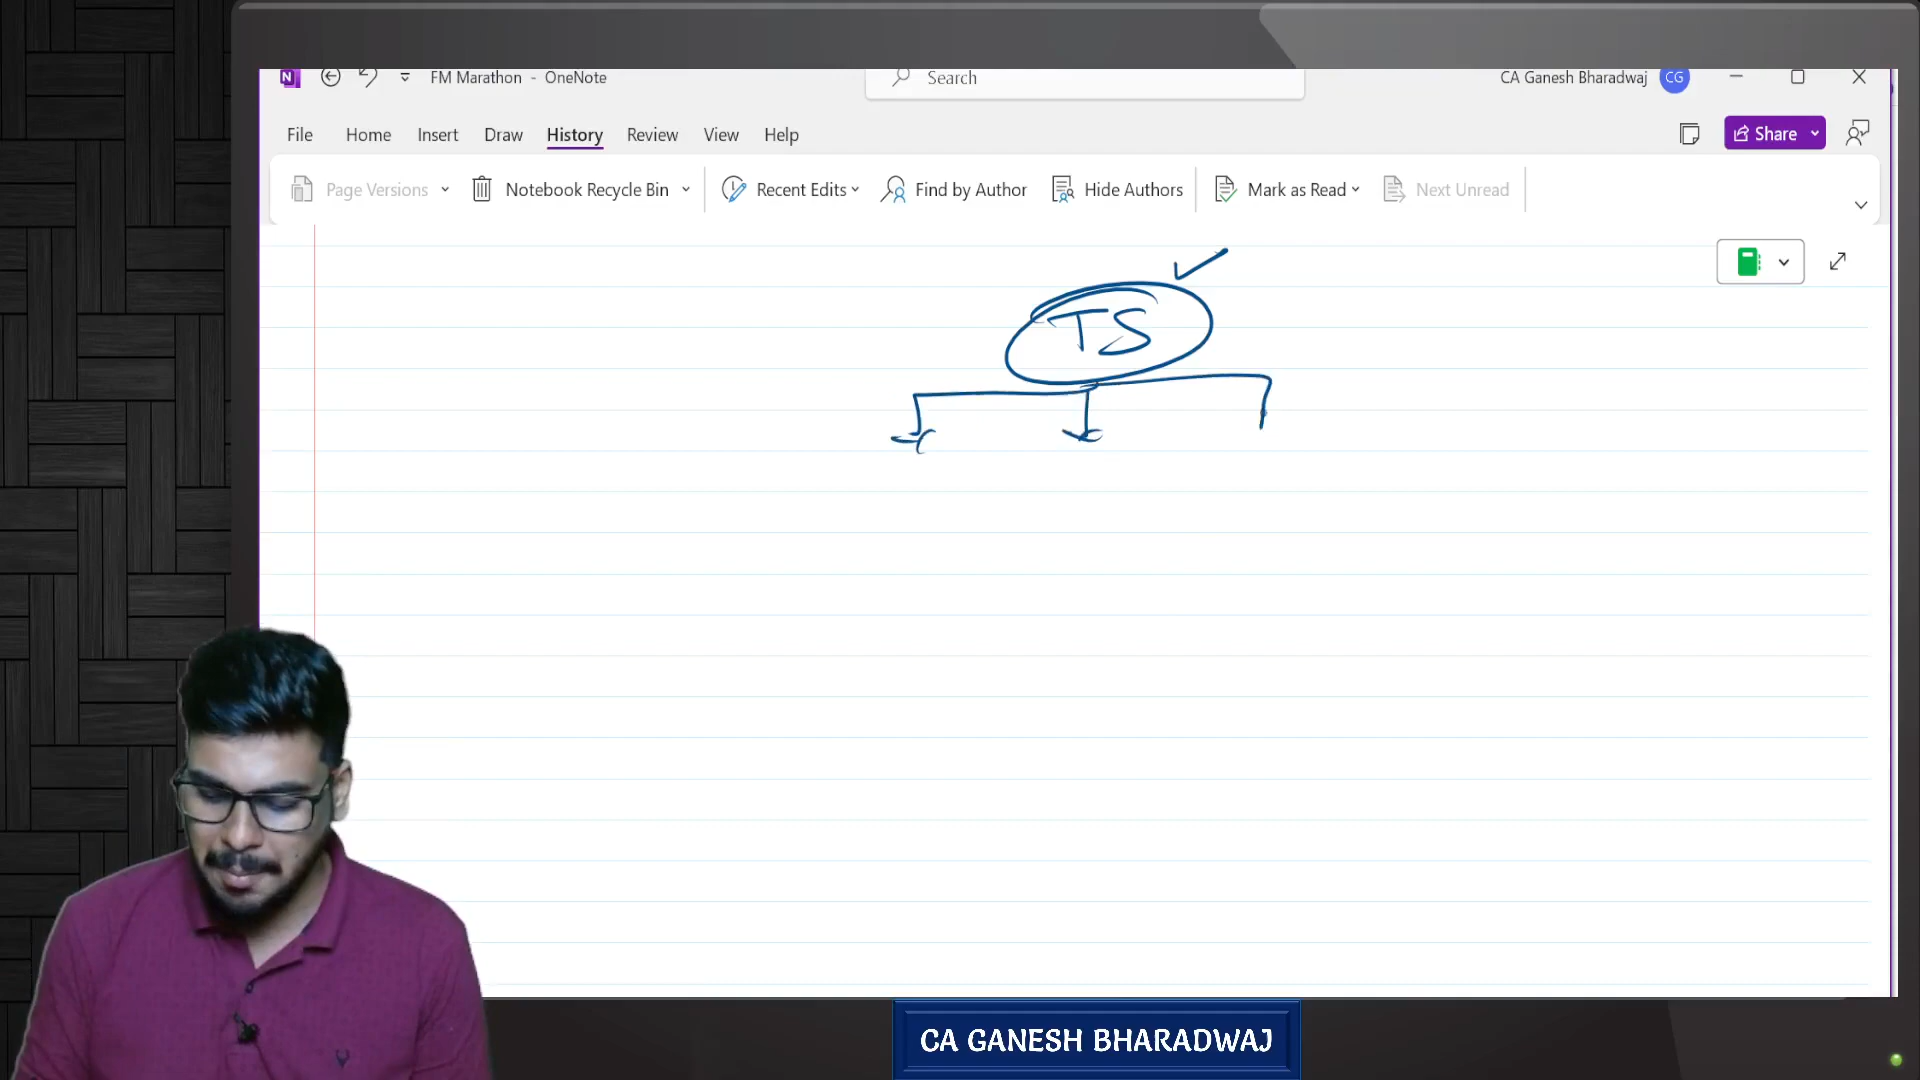 FM Marathon - OneNote
Search
CA Ganesh Bharadwaj CG
File Home Insert Draw History Review View Help
Share
Page Versions Notebook Recycle Bin Recent Edits Find by Author Hide Authors Mark as Read Next Unread
TS
CA GANESH BHARADWAJ